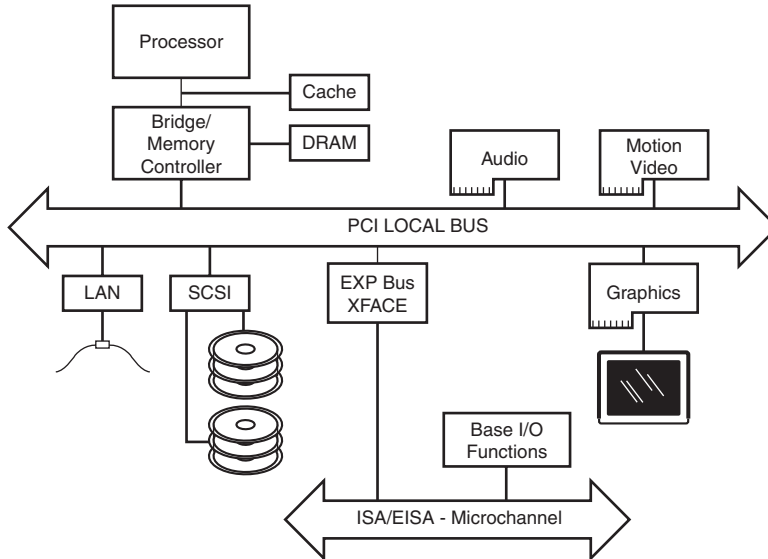 Processor
Cache
Bridge/
Memory
Controller
DRAM
Audio
Motion
Video
PCI LOCAL BUS
LAN
SCSI
EXP Bus
XFACE
Graphics
Base I/O
Functions
ISA/EISA - Microchannel